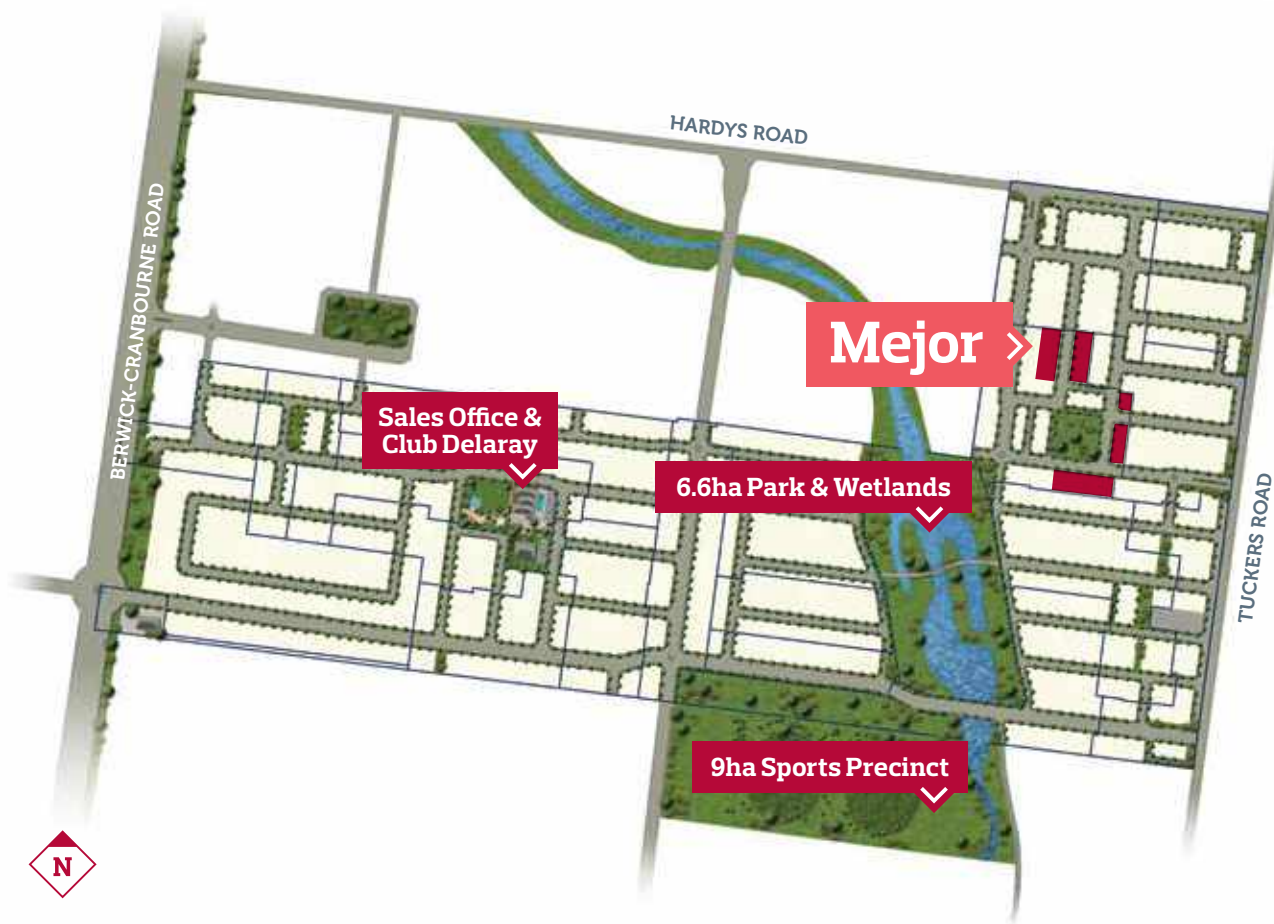 HARDYS ROAD
BERWICK-CRANBOURNE ROAD
Mejor
Sales Office &
Club Delaray
6.6ha Park & Wetlands
TUCKERS ROAD
9ha Sports Precinct
N